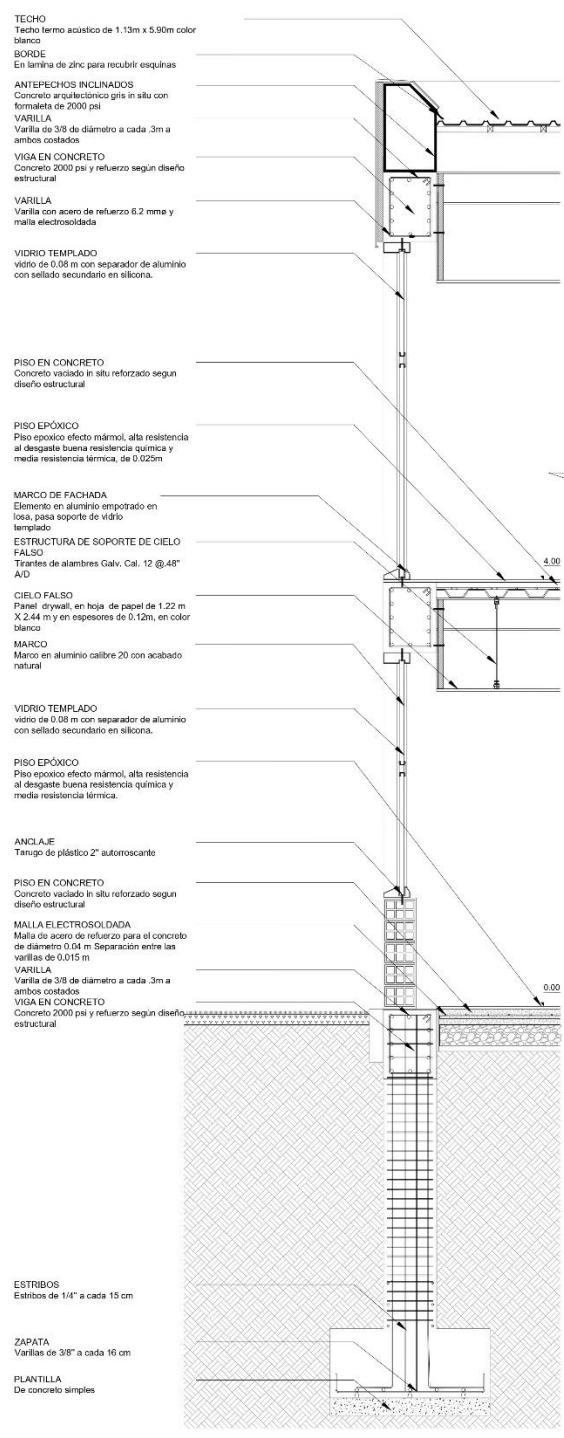 TECHO
Techo termo acústico de 1.13m x 5.90m color
blanco
BORDE
En lamina de zinc para recubrir esquinas
ANTEPECHOS INCLINADOS
Concreto arquitectónico gris in situ con
formaleta de 2000 psi
VARILLA
Varilla de 3/8 de diámetro a cada .3m a
ambos costados
VIGA EN CONCRETO
Concreto 2000 psi y refuerzo según diseño
estructural
VARILLA
Varilla con acero de refuerzo 6.2 mmø y
malla electrosoldada
VIDRIO TEMPLADO
vidrio de 0.08 m con separador de aluminio
con sellado secundario en silicona.
PISO EN CONCRETO
Concreto vaciado in situ reforzado segun
diseño estructural
PISO EPÓXICO
Piso epoxico efecto mármol, alta resistencia
al desgaste buena resistencia química y
media resistencia térmica, de 0.025m
MARCO DE FACHADA
Elemento en aluminio empotrado en
losa, pasa soporte de vidrio
templado
ESTRUCTURA DE SOPORTE DE CIELO
FALSO
Tirantes de alambres Galv. Cal. 12 @.48"
A/D
4.00
CIELO FALSO
Panel drywall, en hoja de papel de 1.22 m
X 2.44 m y en espesores de 0.12m, en color
blanco
MARCO
Marco en aluminio calibre 20 con acabado
natural
VIDRIO TEMPLADO
vidrio de 0.08 m con separador de aluminio
con sellado secundario en silicona.
PISO EPÓXICO
Piso epoxico efecto mármol, alta resistencia
al desgaste buena resistencia química y
media resistencia térmica.
ANCLAJE
Tarugo de plástico 2" autorroscante
PISO EN CONCRETO
Concreto vaciado in situ reforzado segun
diseño estructural
MALLA ELECTROSOLDADA
Malla de acero de refuerzo para el concreto
de diámetro 0.04 m Separación entre las
varillas de 0.015 m
VARILLA
Varilla de 3/8 de diámetro a cada .3m a
ambos costados
0.00
VIGA EN CONCRETO
Concreto 2000 psi y refuerzo según diseño
estructural
ESTRIBOS
Estribos de 1/4" a cada 15 cm
ZAPATA
Varillas de 3/8" a cada 16 cm
PLANTILLA
De concreto simples